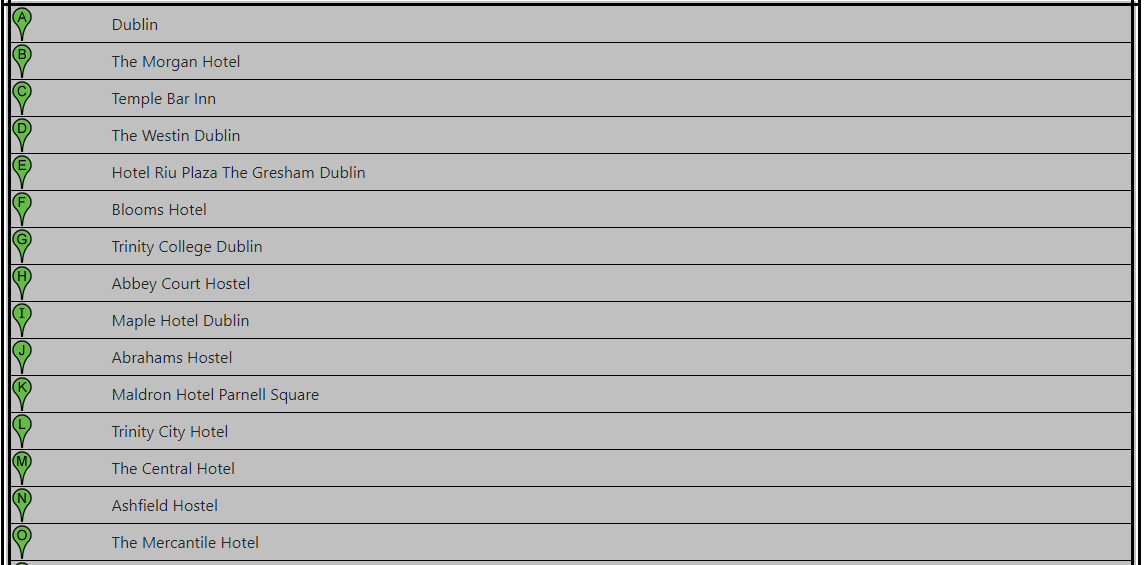 A Dublin
B The Morgan Hotel
C Temple Bar Inn
D The Westin Dublin
E Hotel Riu Plaza The Gresham Dublin
F Blooms Hotel
G Trinity College Dublin
H Abbey Court Hostel
I Maple Hotel Dublin
J Abrahams Hostel
K Maldron Hotel Parnell Square
L Trinity City Hotel
M The Central Hotel
N Ashfield Hostel
O The Mercantile Hotel